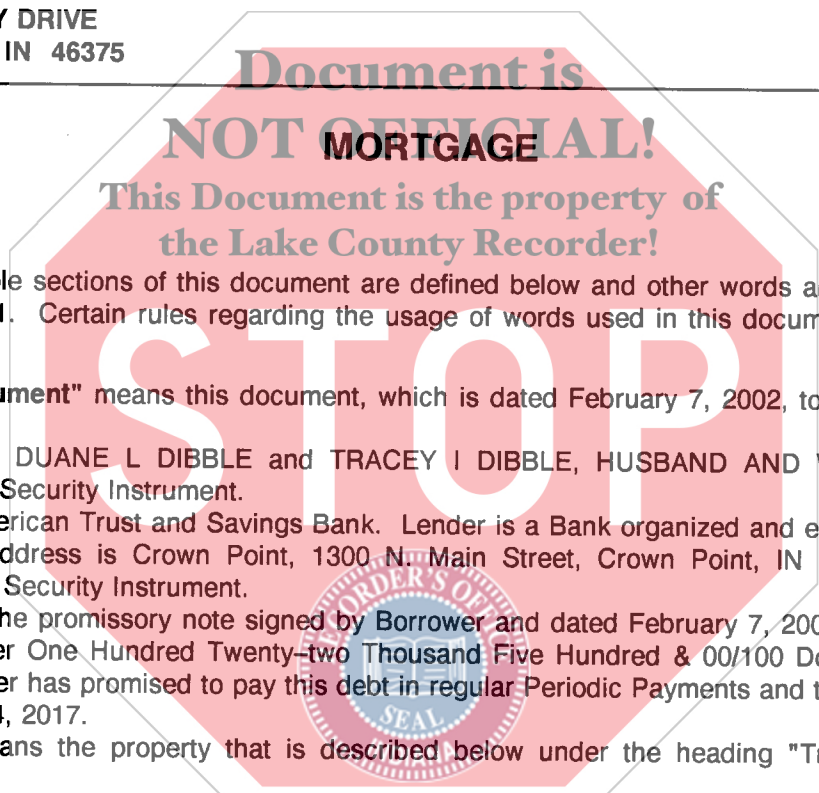 Y DRIVE
IN 46375
Document is
NOT OFFICIAL!
MORTGAGE
This Document is the property of
the Lake County Recorder!
le sections of this document are defined below and other words a
. Certain rules regarding the usage of words used in this docum
ument" means this document, which is dated February 7, 2002, to
DUANE L DIBBLE and TRACEY I DIBBLE, HUSBAND AND
Security Instrument.
erican Trust and Savings Bank. Lender is a Bank organized and e
ddress is Crown Point, 1300 N. Main Street, Crown Point, IN
Security Instrument.
he promissory note signed by Borrower and dated February 7, 200
er One Hundred Twenty-two Thousand Five Hundred & 00/100 Do
er has promised to pay this debt in regular Periodic Payments and t
, 2017.
ans the property that is described below under the heading "Tr
STOP
RECORDER'S OFFICE
SEAL
INDIANA